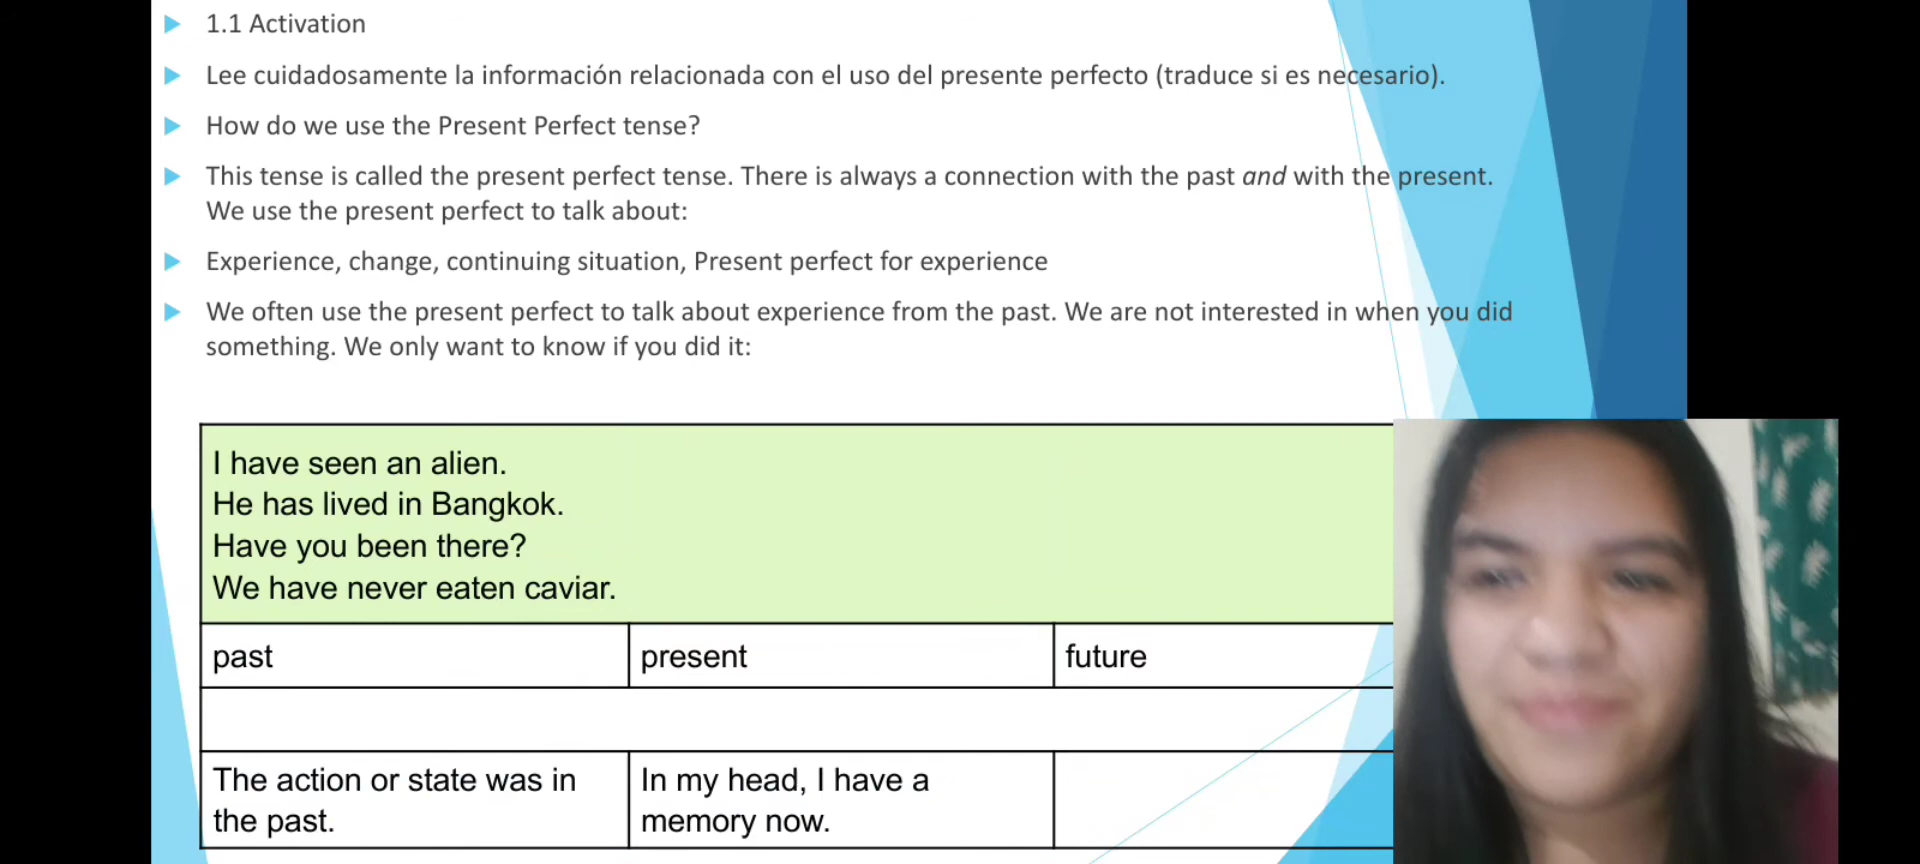 1.1 Activation
Lee cuidadosamente la información relacionada con el uso del presente perfecto (traduce si es necesario).
How do we use the Present Perfect tense?
This tense is called the present perfect tense. There is always a connection with the past and with the present.
We use the present perfect to talk about:
Experience, change, continuing situation, Present perfect for experience
We often use the present perfect to talk about experience from the past. We are not interested in when you did
something. We only want to know if you did it:
I have seen an alien.
He has lived in Bangkok.
Have you been there?
We have never eaten caviar.
past
present
future
The action or state was in
the past.
In my head, I have a
memory now.